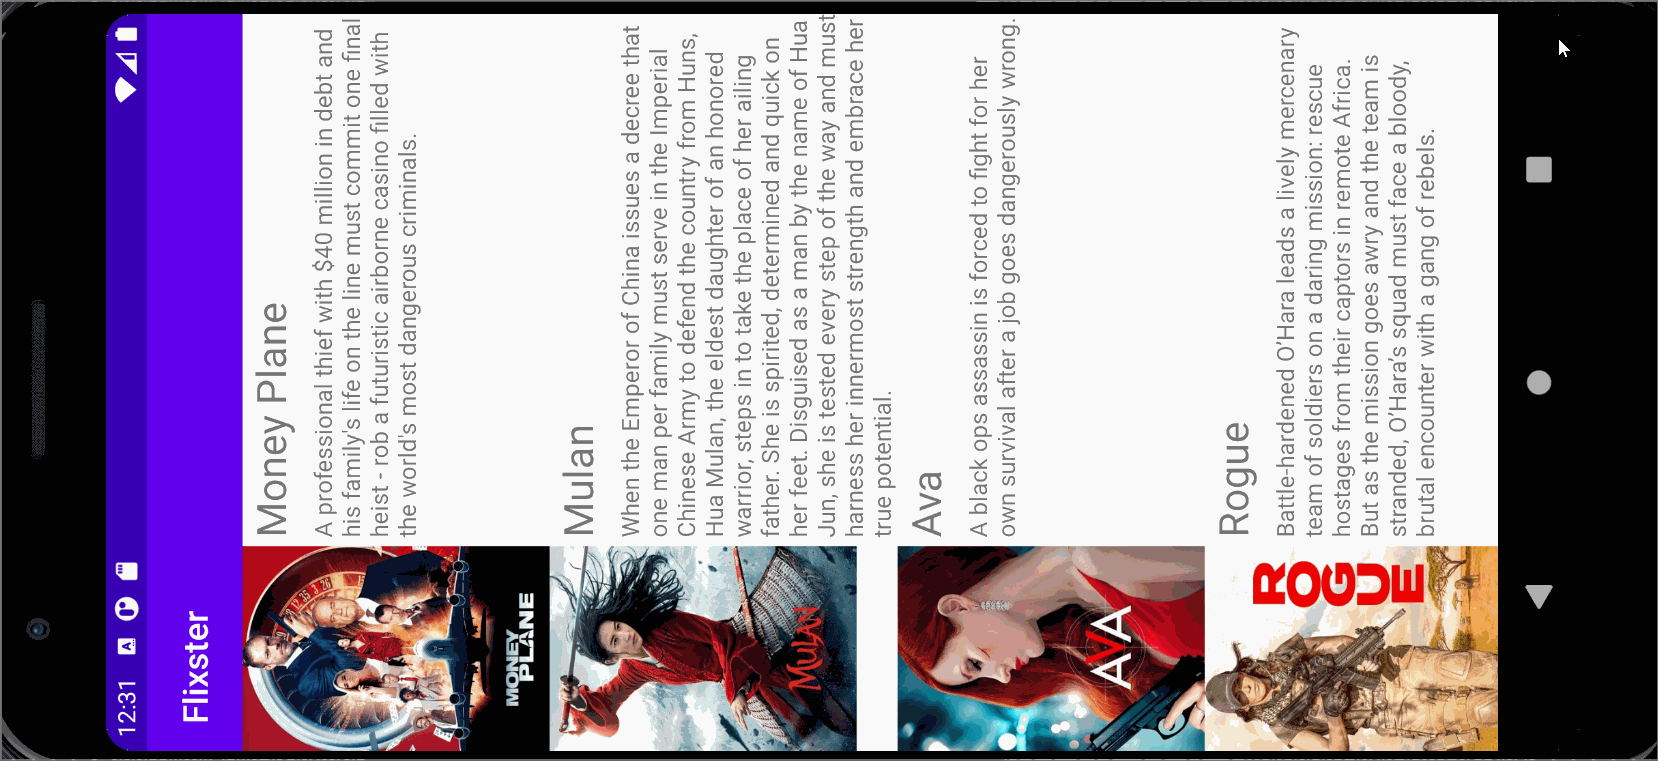 12:31
Flixster
MONEY
PLANE
Money Plane
A professional thief with $40 million in debt and
his family's life on the line must commit one final
heist - rob a futuristic airborne casino filled with
the world's most dangerous criminals.
MULAN
Mulan
When the Emperor of China issues a decree that
one man per family must serve in the Imperial
Chinese Army to defend the country from Huns,
Hua Mulan, the eldest daughter of an honored
warrior, steps in to take the place of her ailing
father. She is spirited, determined and quick on
her feet. Disguised as a man by the name of Hua
Jun, she is tested every step of the way and must
harness her innermost strength and embrace her
true potential.
AVA
Ava
A black ops assassin is forced to fight for her
own survival after a job goes dangerously wrong.
ROGUE
Rogue
Battle-hardened O'Hara leads a lively mercenary
team of soldiers on a daring mission: rescue
hostages from their captors in remote Africa.
But as the mission goes awry and the team is
stranded, O'Hara's squad must face a bloody,
brutal encounter with a gang of rebels.